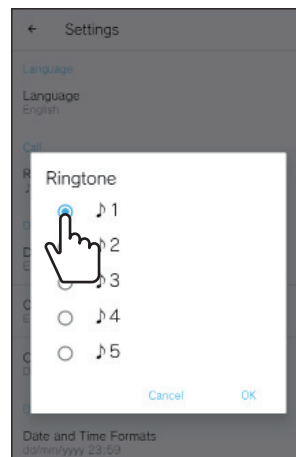 ← Settings
Language
Language
English
Call
Ringtone
♪1
♪2
♪3
♪4
♪5
Cancel OK
Date and Time Formats
dd/mm/yyyy 23:59